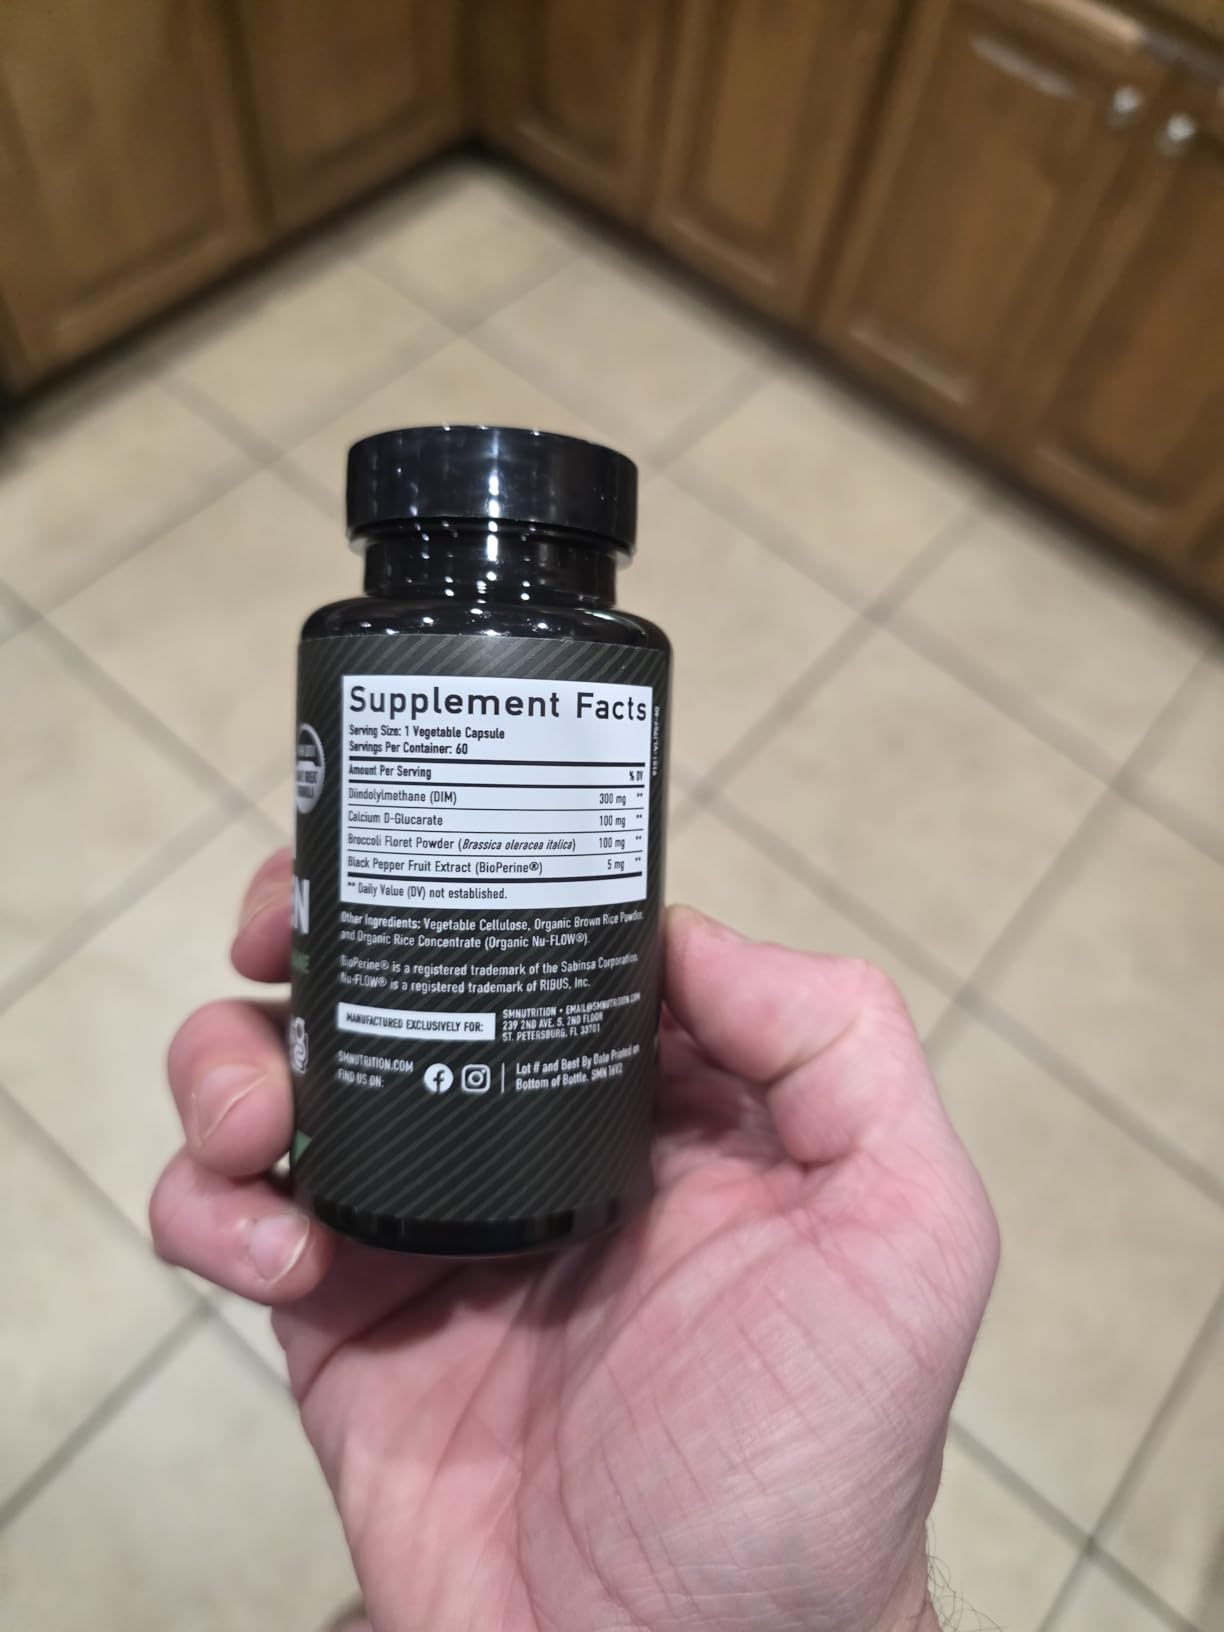 Supplement Facts
Serving Size: 1 Vegetable Capsule
Servings Per Container: 60
Amount Per Serving % DV
Diindolylmethane (DIM) 300 mg **
Calcium D-Glucarate 100 mg **
Broccoli Floret Powder (Brassica oleracea italica) 100 mg **
Black Pepper Fruit Extract (BioPerine®) 5 mg **
** Daily Value (DV) not established.
Other Ingredients: Vegetable Cellulose, Organic Brown Rice Powder,
and Organic Rice Concentrate (Organic Nu-FLOW®).
BioPerine® is a registered trademark of the Sabinsa Corporation.
Nu-FLOW® is a registered trademark of RIBUS, Inc.
MANUFACTURED EXCLUSIVELY FOR:
SMNUTRITION • EMAIL@SMNUTRITION.COM
239 2ND AVE. S. 2ND FLOOR
ST. PETERSBURG, FL 33701
SMNUTRITION.COM
FIND US ON:
Lot # and Best By Date Printed on
Bottom of Bottle. SMN 16V2
EN